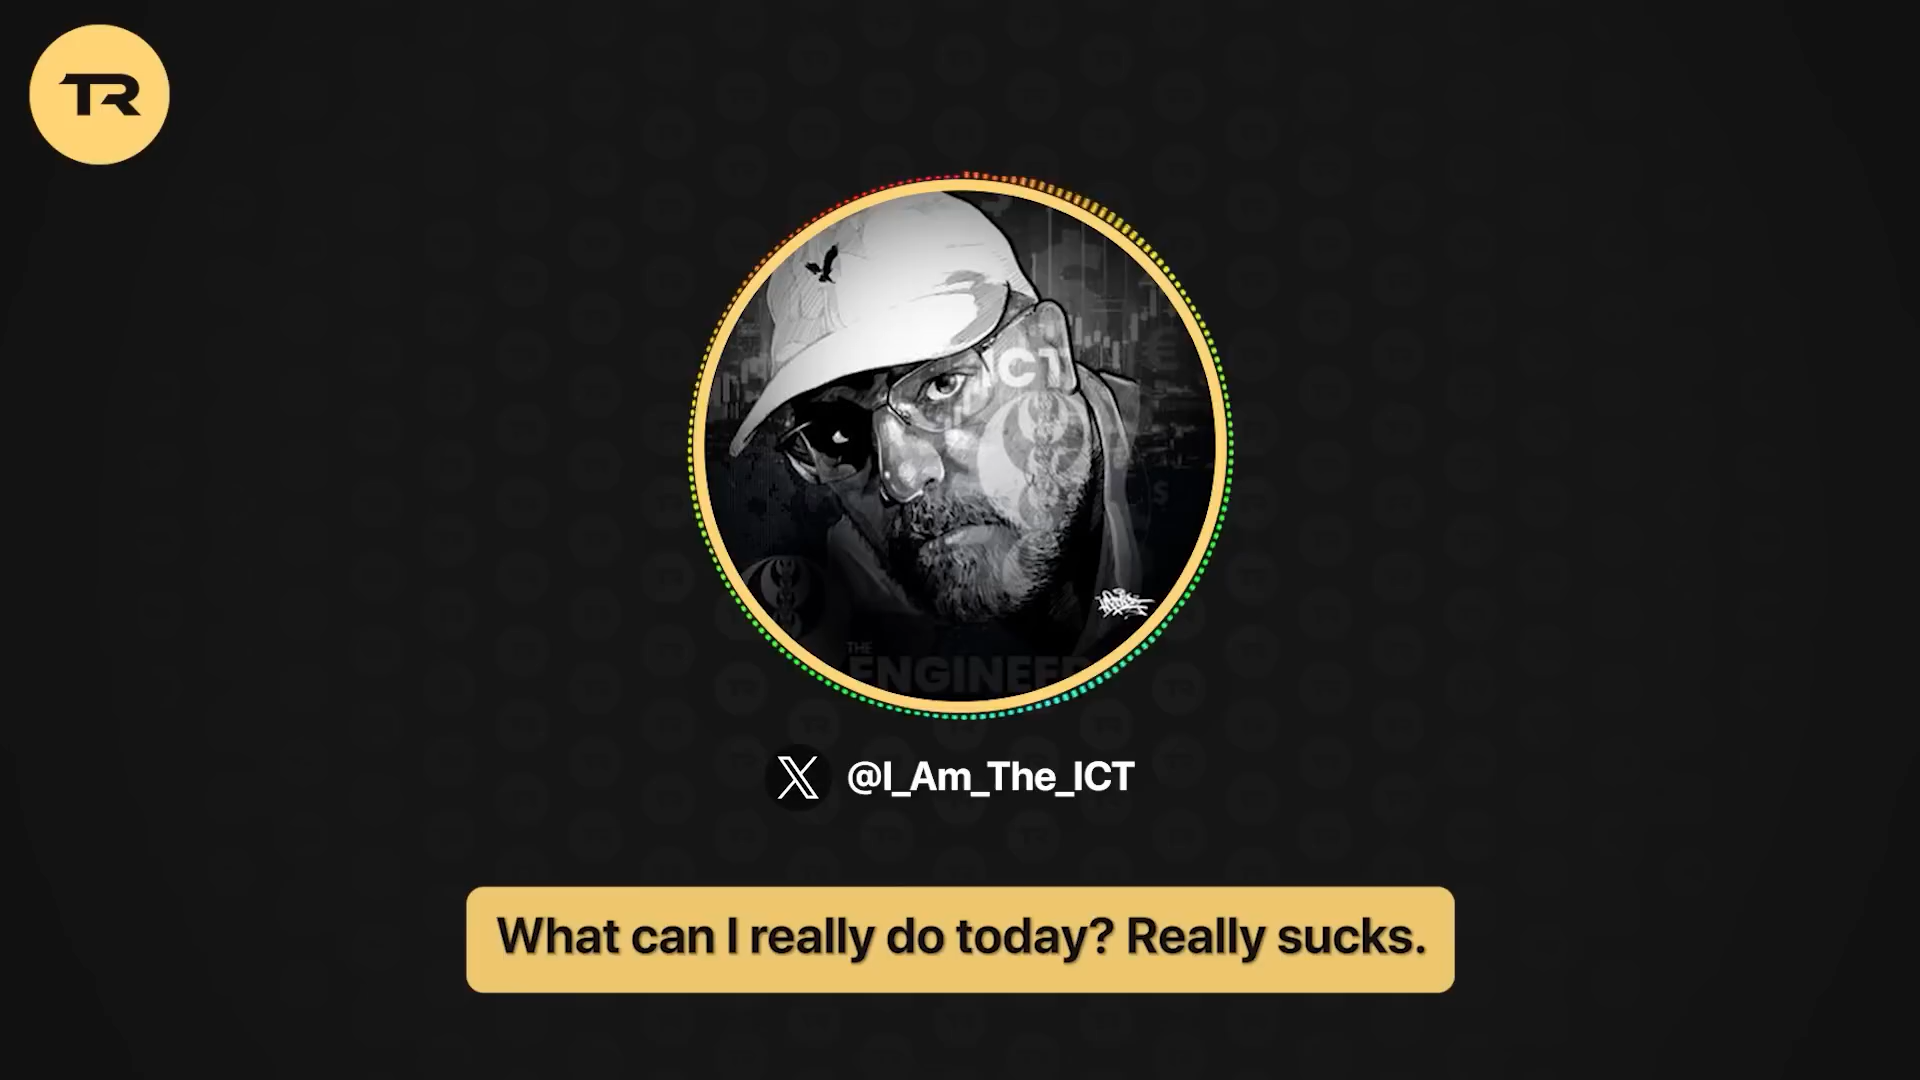 TR
ICT
THE
ENGINEER
@I_Am_The_ICT
What can I really do today? Really sucks.